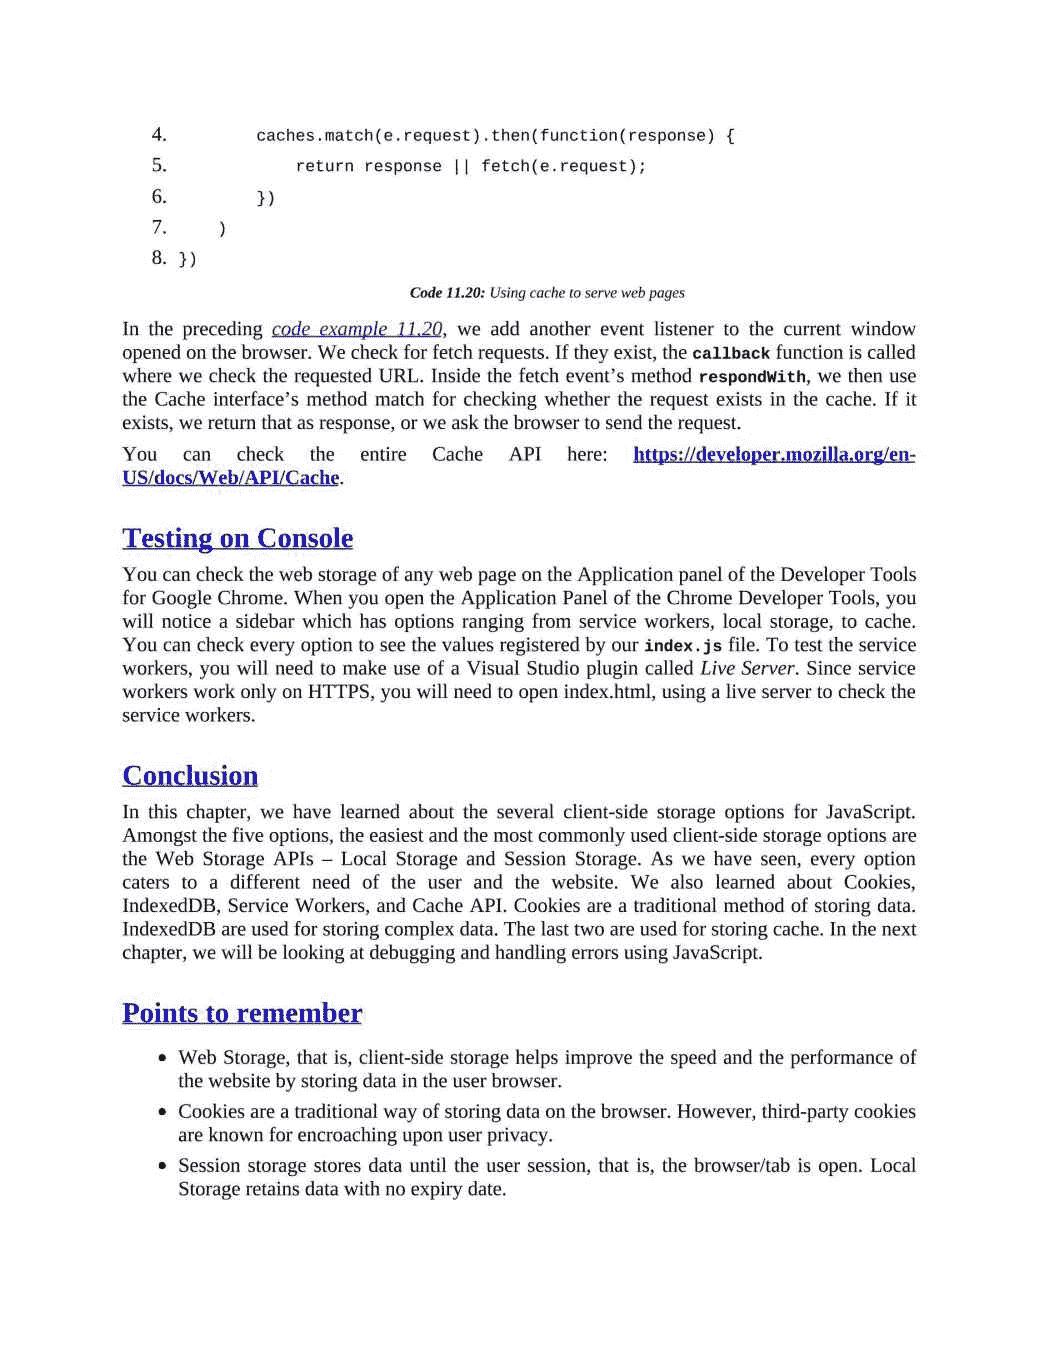 4.         caches.match(e.request).then(function(response) {
5.             return response || fetch(e.request);
6.         })
7.     )
8. })
Code 11.20: Using cache to serve web pages
In the preceding code example 11.20, we add another event listener to the current window
opened on the browser. We check for fetch requests. If they exist, the callback function is called
where we check the requested URL. Inside the fetch event’s method respondWith, we then use
the Cache interface’s method match for checking whether the request exists in the cache. If it
exists, we return that as response, or we ask the browser to send the request.
You can check the entire Cache API here: https://developer.mozilla.org/en-
US/docs/Web/API/Cache.
Testing on Console
You can check the web storage of any web page on the Application panel of the Developer Tools
for Google Chrome. When you open the Application Panel of the Chrome Developer Tools, you
will notice a sidebar which has options ranging from service workers, local storage, to cache.
You can check every option to see the values registered by our index.js file. To test the service
workers, you will need to make use of a Visual Studio plugin called Live Server. Since service
workers work only on HTTPS, you will need to open index.html, using a live server to check the
service workers.
Conclusion
In this chapter, we have learned about the several client-side storage options for JavaScript.
Amongst the five options, the easiest and the most commonly used client-side storage options are
the Web Storage APIs – Local Storage and Session Storage. As we have seen, every option
caters to a different need of the user and the website. We also learned about Cookies,
IndexedDB, Service Workers, and Cache API. Cookies are a traditional method of storing data.
IndexedDB are used for storing complex data. The last two are used for storing cache. In the next
chapter, we will be looking at debugging and handling errors using JavaScript.
Points to remember
• Web Storage, that is, client-side storage helps improve the speed and the performance of
the website by storing data in the user browser.
• Cookies are a traditional way of storing data on the browser. However, third-party cookies
are known for encroaching upon user privacy.
• Session storage stores data until the user session, that is, the browser/tab is open. Local
Storage retains data with no expiry date.